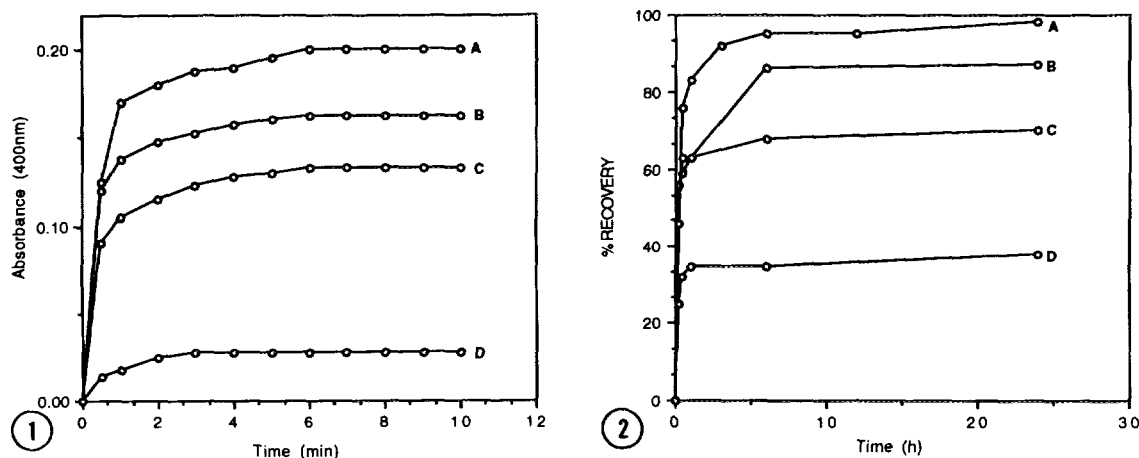 0.20
0.10
0.00
Absorbance (400nm)
A
B
C
D
0 2 4 6 8 10 12
Time (min)
1
100
80
60
40
20
0
% RECOVERY
A
B
C
D
0 10 20 30
Time (h)
2